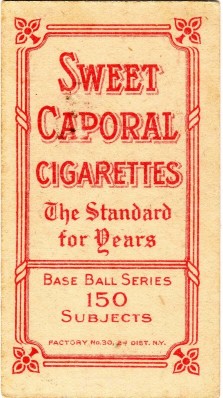 SWEET
CAPORAL
CIGARETTES
The Standard
for Years
BASE BALL SERIES
150
SUBJECTS
FACTORY No. 30, 2d DIST. N.Y.